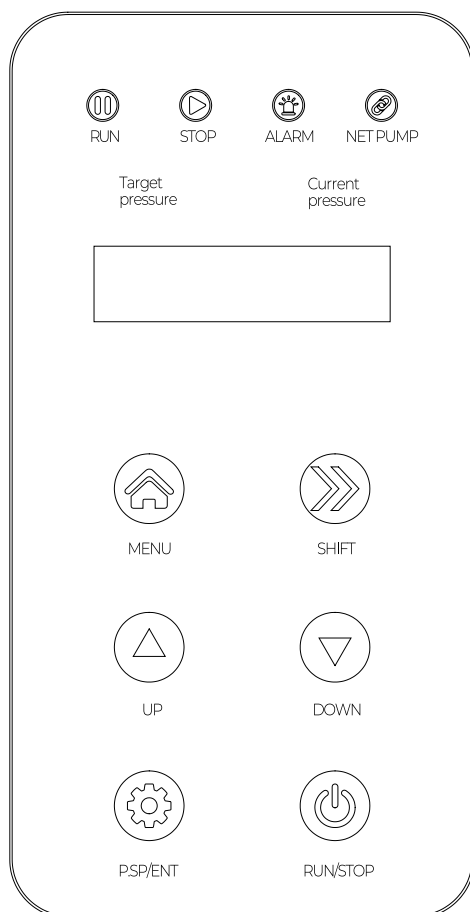 RUN STOP ALARM NET PUMP
Target Current
pressure pressure
MENU SHIFT
UP DOWN
P.SP/ENT RUN/STOP